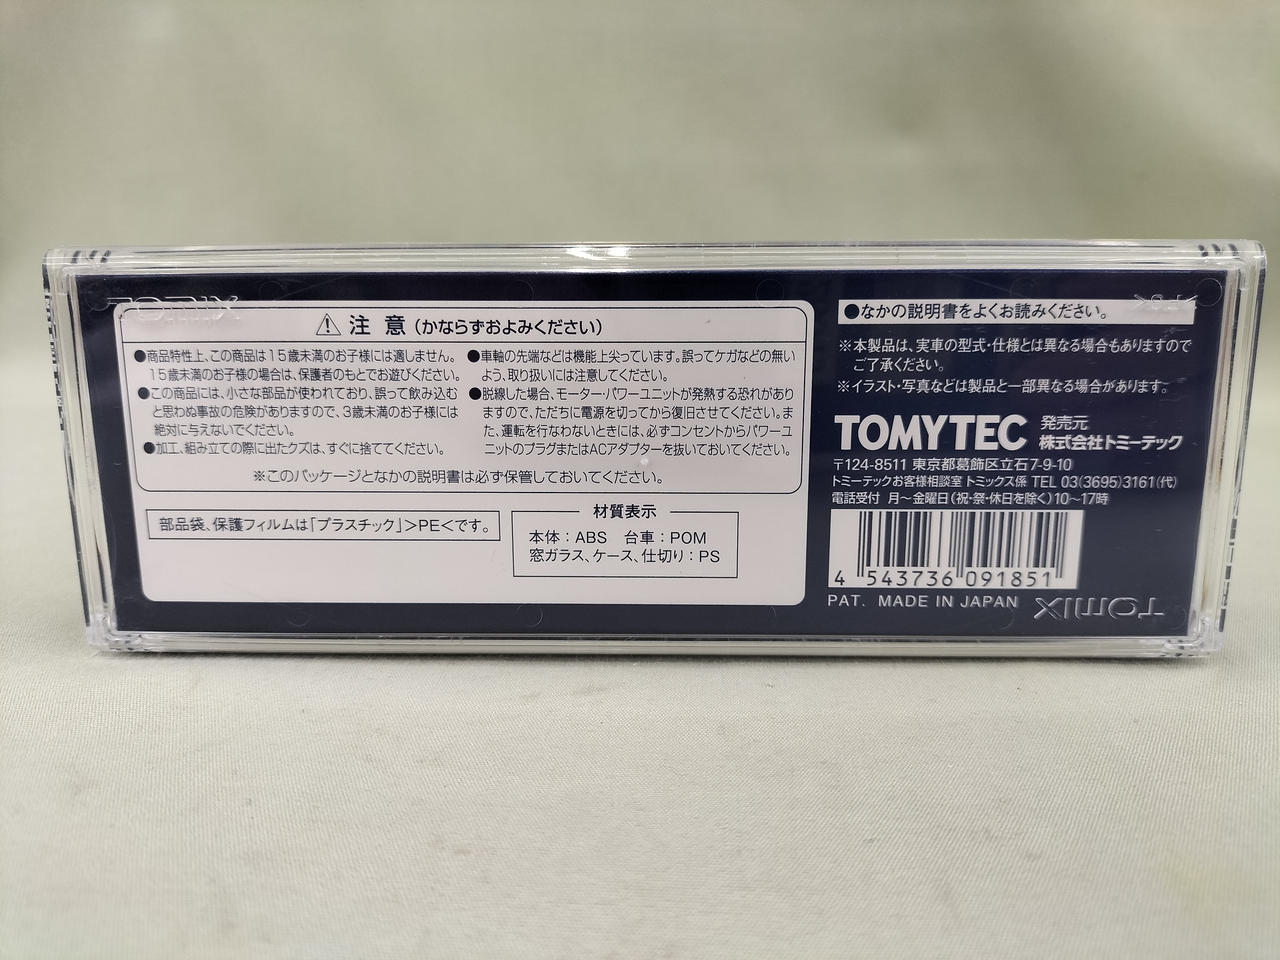 TOMIX
⚠ 注 意 (かならずおよみください)
●商品特性上、この商品は15歳未満のお子様には適しません。
15歳未満のお子様の場合は、保護者のもとでお遊びください。
●この商品には、小さな部品が使われており、誤って飲み込む
と思わぬ事故の危険がありますので、3歳未満のお子様には
絶対に与えないでください。
●加工、組み立ての際に出たクズは、すぐに捨ててください。
●車軸の先端などは機能上尖っています。誤ってケガなどの無い
よう、取り扱いには注意してください。
●脱線した場合、モーター・パワーユニットが発熱する恐れがあり
ますので、ただちに電源を切ってから復旧させてください。ま
た、運転を行なわないときには、必ずコンセントからパワーユ
ニットのプラグまたはACアダプターを抜いておいてください。
※このパッケージとなかの説明書は必ず保管しておいてください。
部品袋、保護フィルムは「プラスチック」>PE<です。
材質表示
本体：ABS 台車：POM
窓ガラス、ケース、仕切り：PS
●なかの説明書をよくお読みください。
※本製品は、実車の型式・仕様とは異なる場合もありますので
ご了承ください。
※イラスト・写真などは製品と一部異なる場合があります。
TOMYTEC 発売元
株式会社トミーテック
〒124-8511 東京都葛飾区立石7-9-10
トミーテックお客様相談室 トミックス係 TEL 03(3695)3161(代)
電話受付 月〜金曜日(祝・祭・休日を除く)10〜17時
4 543736 091851
PAT. MADE IN JAPAN
TOMIX